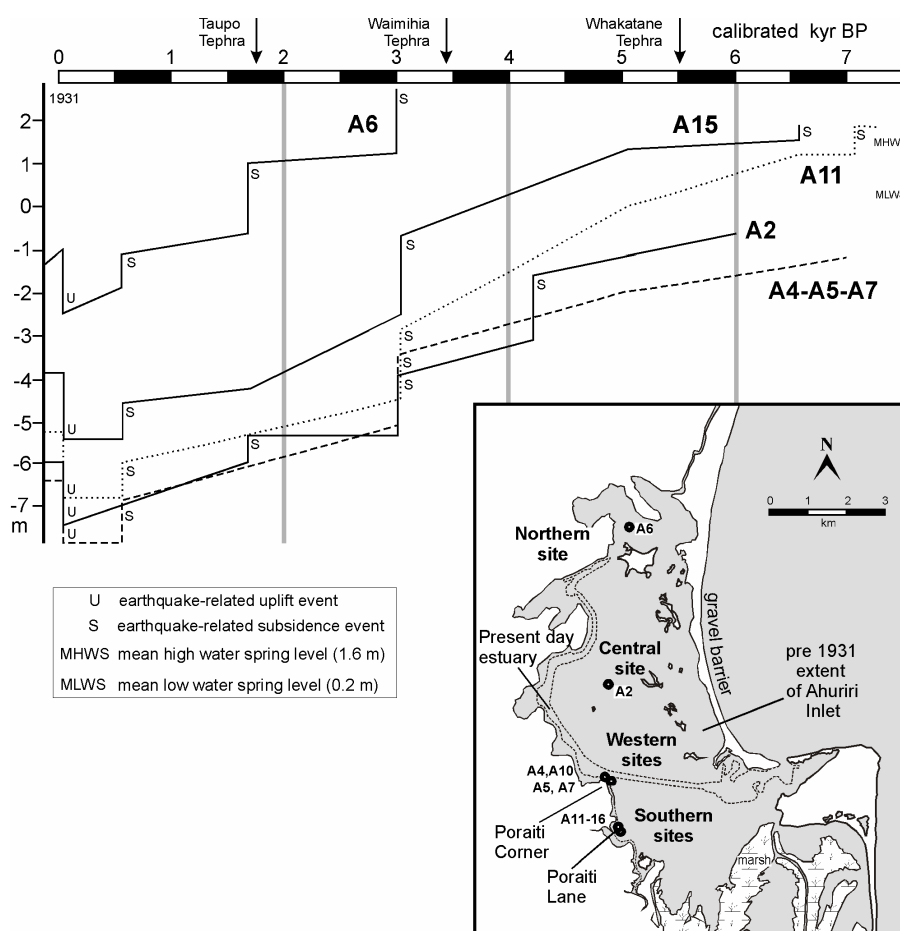 Taupo
Tephra
Waimihia
Tephra
Whakatane
Tephra
calibrated kyr BP
0 1 2 3 4 5 6 7
1931
2
1
0
-1
-2
-3
-4
-5
-6
-7
m
A6
A15
A11
A2
A4-A5-A7
MHW
MLWS
S
S
S
U
S
S
S
U
S
S
S
S
S
S
S
U
U
S
U
U earthquake-related uplift event
S earthquake-related subsidence event
MHWS mean high water spring level (1.6 m)
MLWS mean low water spring level (0.2 m)
N
0 1 2 3
km
Northern
site
A6
gravel barrier
Present day
estuary
Central
site
A2
pre 1931
extent
of Ahuriri
Inlet
Western
sites
A4,A10
A5, A7
A11-16
Southern
sites
Poraiti
Corner
Poraiti
Lane
marsh